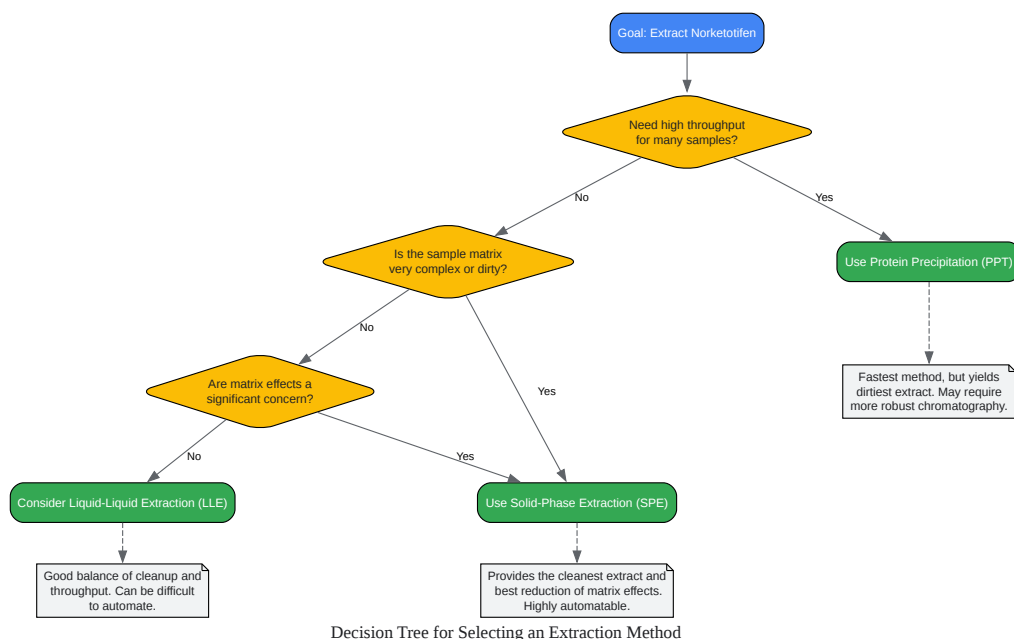 Goal: Extract Norketotifen
Need high throughput
for many samples?
No
Yes
Is the sample matrix
very complex or dirty?
Use Protein Precipitation (PPT)
No
Yes
Are matrix effects a
significant concern?
Fastest method, but yields
dirtiest extract. May require
more robust chromatography.
No
Yes
Consider Liquid-Liquid Extraction (LLE)
Use Solid-Phase Extraction (SPE)
Good balance of cleanup and
throughput. Can be difficult
to automate.
Provides the cleanest extract and
best reduction of matrix effects.
Highly automatable.
Decision Tree for Selecting an Extraction Method